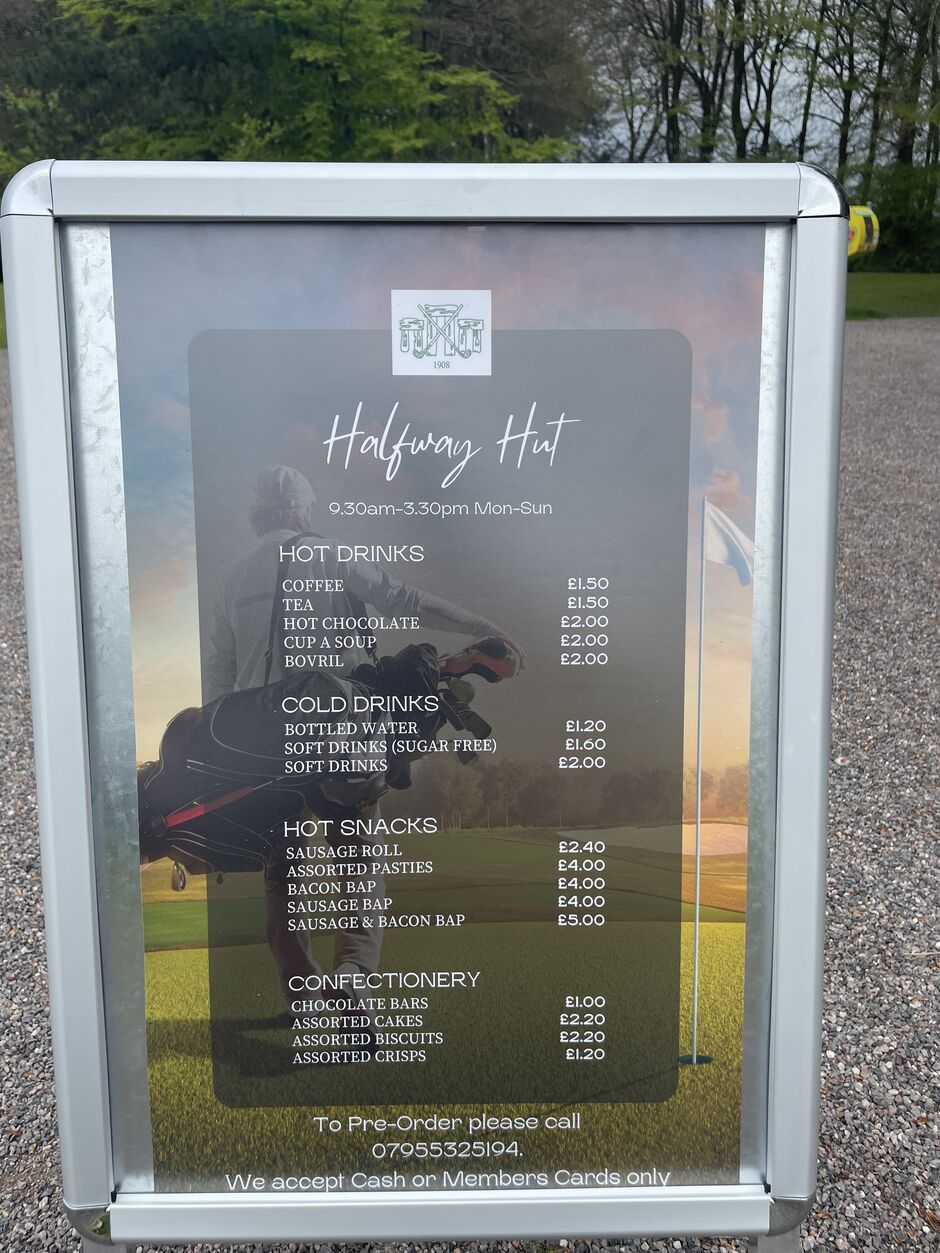 1908
Halfway Hut
9.30am-3.30pm Mon-Sun
HOT DRINKS
COFFEE £1.50
TEA £1.50
HOT CHOCOLATE £2.00
CUP A SOUP £2.00
BOVRIL £2.00
COLD DRINKS
BOTTLED WATER £1.20
SOFT DRINKS (SUGAR FREE) £1.60
SOFT DRINKS £2.00
HOT SNACKS
SAUSAGE ROLL £2.40
ASSORTED PASTIES £4.00
BACON BAP £4.00
SAUSAGE BAP £4.00
SAUSAGE & BACON BAP £5.00
CONFECTIONERY
CHOCOLATE BARS £1.00
ASSORTED CAKES £2.20
ASSORTED BISCUITS £2.20
ASSORTED CRISPS £1.20
To Pre-Order please call
07955325194.
We accept Cash or Members Cards only